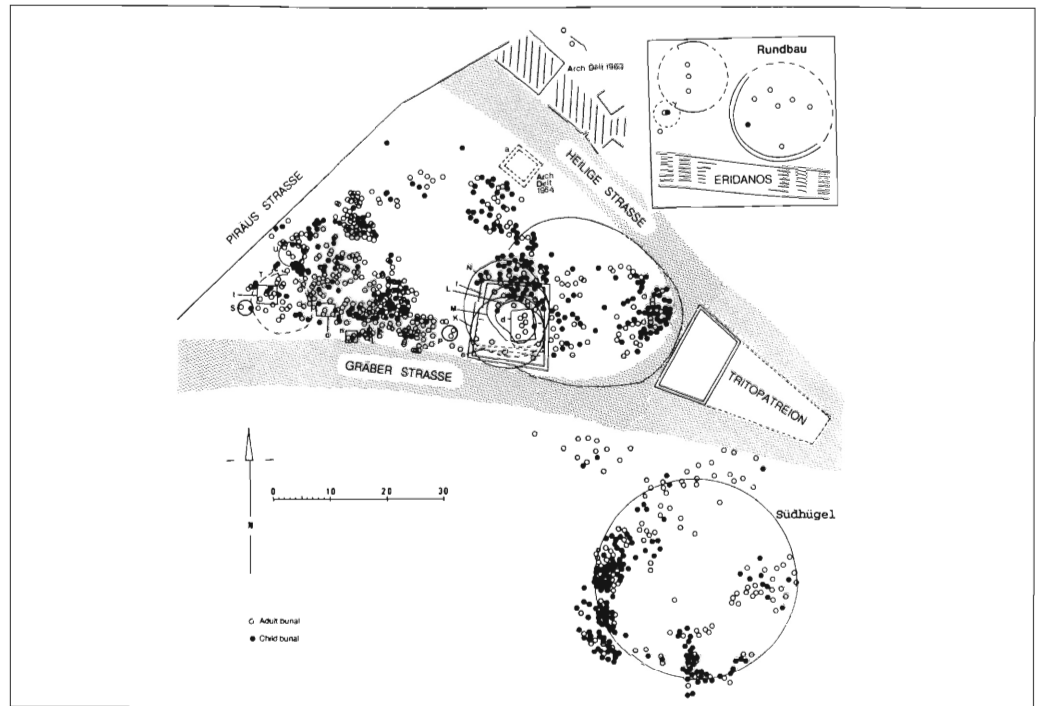 Rundbau
Arch Delt 1963
ERIDANOS
HEILIGE STRASSE
a
Arch
Delt
1964
PIRÄUS STRASSE
N
f
L
M
K
d
U
T
t
S
n
P
GRÄBER STRASSE
TRITOPATREION
0 10 20 30
N
Südhügel
Adult burial
Child burial